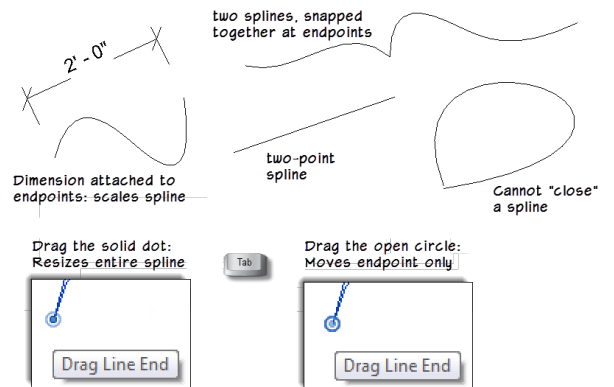 two splines, snapped
together at endpoints
2' - 0"
two-point
spline
Dimension attached to
endpoints: scales spline
Cannot "close"
a spline
Drag the solid dot:
Resizes entire spline
Tab
Drag the open circle:
Moves endpoint only
Drag Line End
Drag Line End